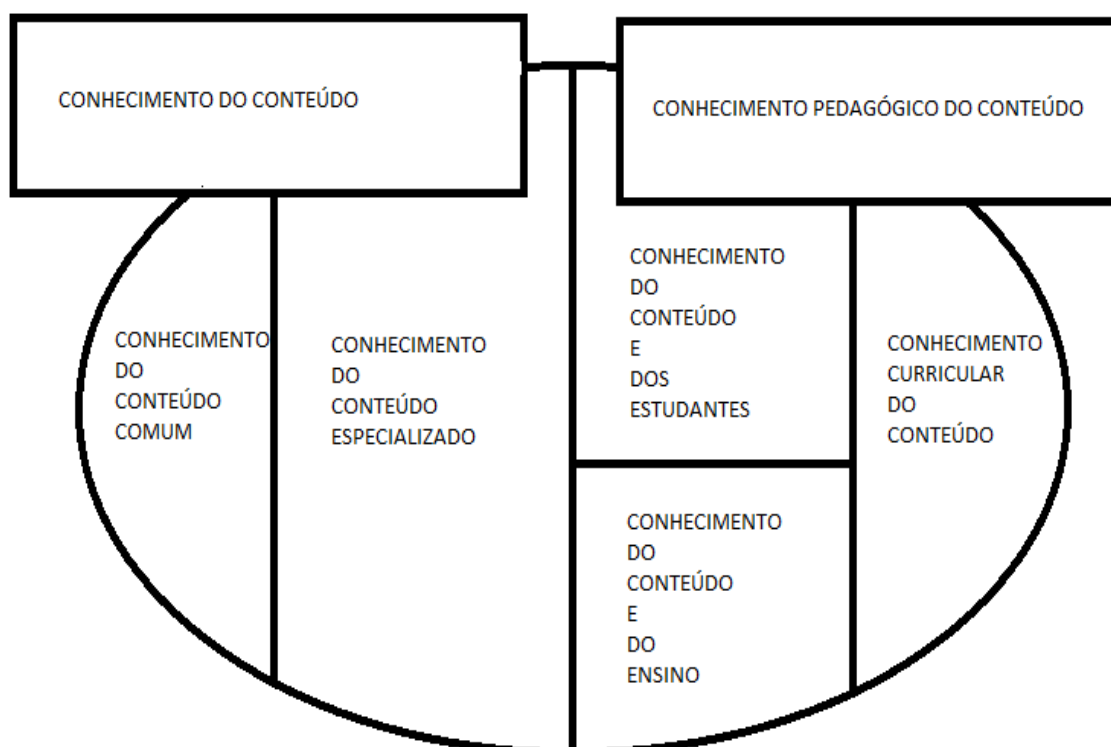 CONHECIMENTO DO CONTEÚDO
CONHECIMENTO PEDAGÓGICO DO CONTEÚDO
CONHECIMENTO
DO
CONTEÚDO
COMUM
CONHECIMENTO
DO
CONTEÚDO
ESPECIALIZADO
CONHECIMENTO
DO
CONTEÚDO
E
DOS
ESTUDANTES
CONHECIMENTO
DO
CONTEÚDO
E
DO
ENSINO
CONHECIMENTO
CURRICULAR
DO
CONTEÚDO